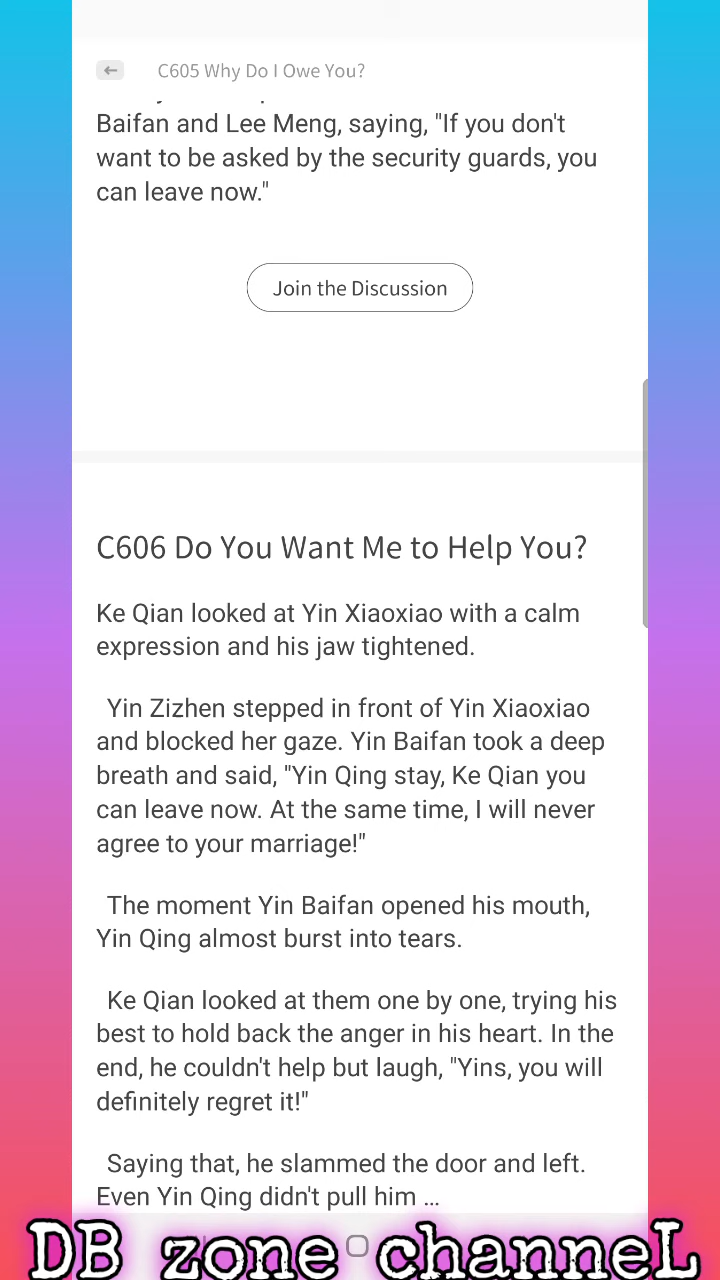 C605 Why Do I Owe You?
Baifan and Lee Meng, saying, "If you don't
want to be asked by the security guards, you
can leave now."
Join the Discussion
C606 Do You Want Me to Help You?
Ke Qian looked at Yin Xiaoxiao with a calm
expression and his jaw tightened.
Yin Zizhen stepped in front of Yin Xiaoxiao
and blocked her gaze. Yin Baifan took a deep
breath and said, "Yin Qing stay, Ke Qian you
can leave now. At the same time, I will never
agree to your marriage!"
The moment Yin Baifan opened his mouth,
Yin Qing almost burst into tears.
Ke Qian looked at them one by one, trying his
best to hold back the anger in his heart. In the
end, he couldn't help but laugh, "Yins, you will
definitely regret it!"
Saying that, he slammed the door and left.
Even Yin Qing didn't pull him ...
DB zone channeL